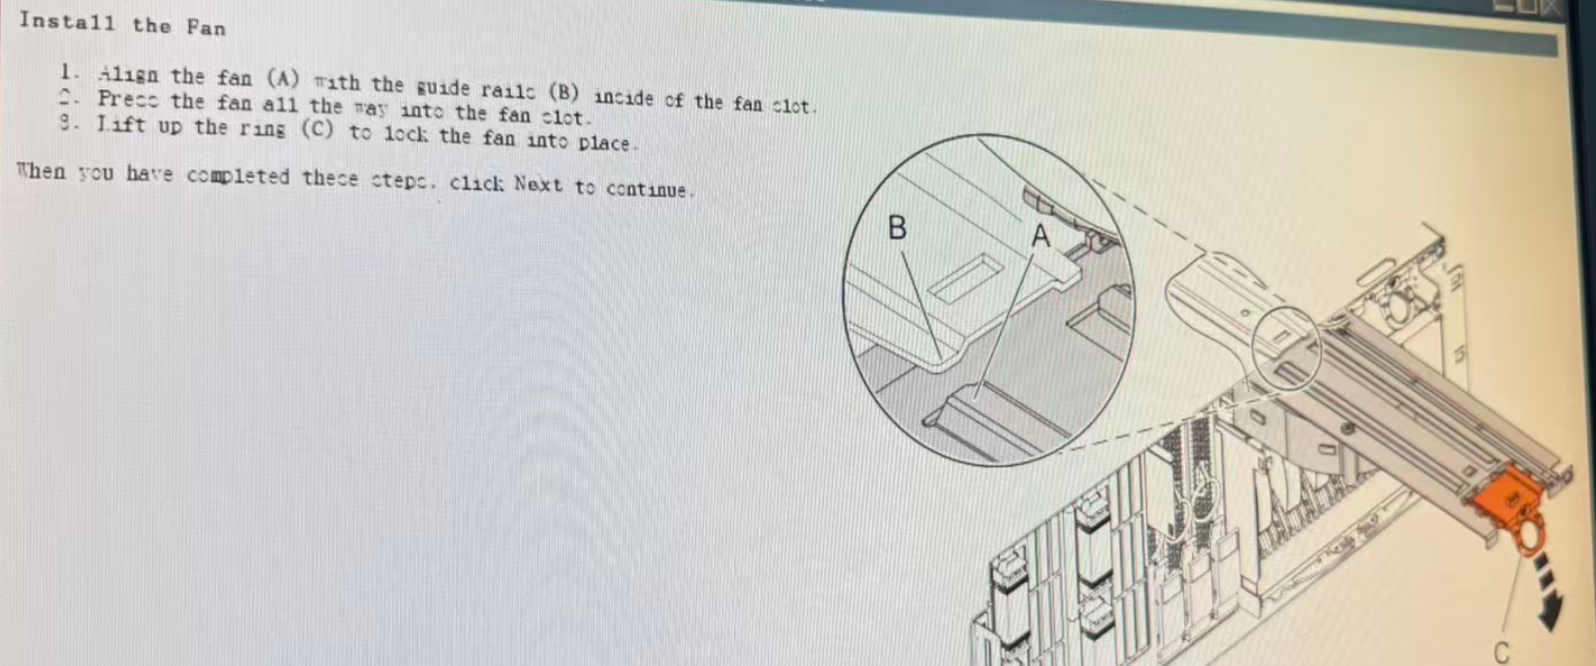 Install the Fan
1. Align the fan (A) with the guide rails (B) inside of the fan slot.
2. Press the fan all the way into the fan slot.
3. Lift up the ring (C) to lock the fan into place.
When you have completed these steps, click Next to continue.
B
A
C